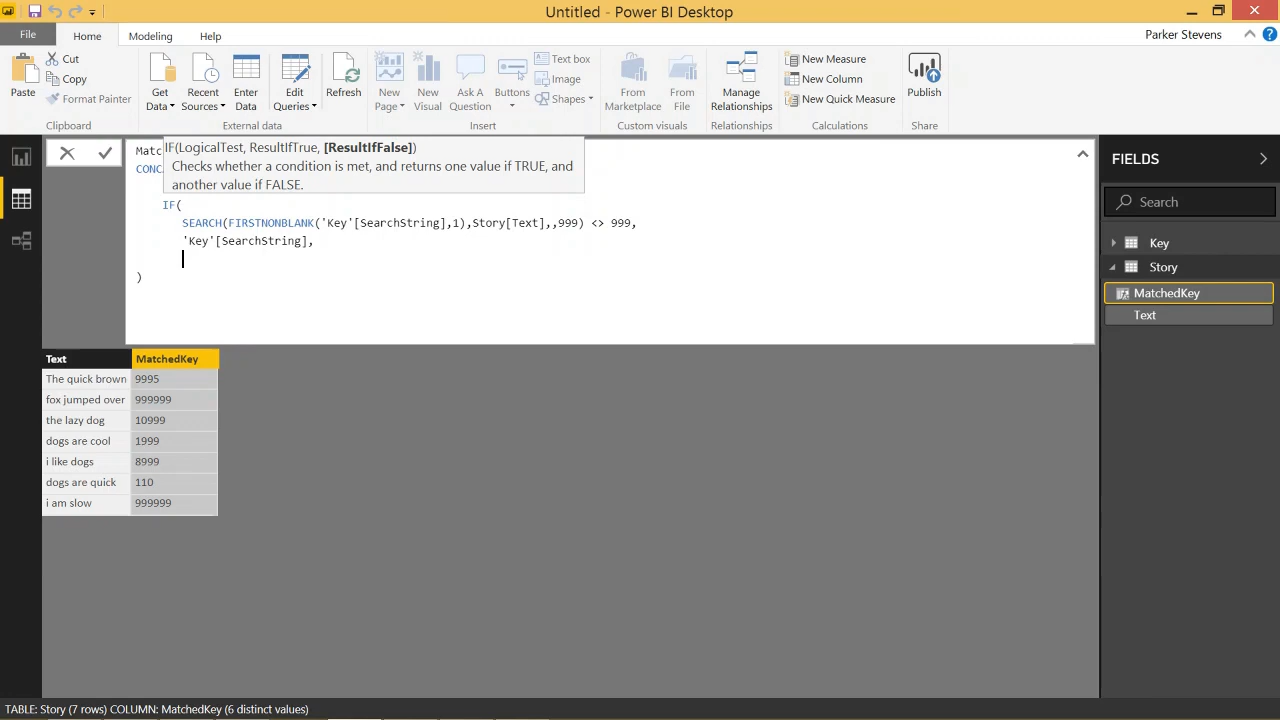 Untitled - Power BI Desktop
File
Home
Modeling
Help
Parker Stevens
Paste
Cut
Copy
Format Painter
Clipboard
Get Data
Recent Sources
Enter Data
Edit Queries
Refresh
External data
New Page
New Visual
Ask A Question
Buttons
Text box
Image
Shapes
Insert
From Marketplace
From File
Custom visuals
Manage Relationships
Relationships
New Measure
New Column
New Quick Measure
Calculations
Publish
Share
Matc
CONCA
IF(LogicalTest, ResultIfTrue, [ResultIfFalse])
Checks whether a condition is met, and returns one value if TRUE, and
another value if FALSE.
IF(
SEARCH(FIRSTNONBLANK('Key'[SearchString],1),Story[Text],,999) <> 999,
'Key'[SearchString],
)
FIELDS
Search
Key
Story
MatchedKey
Text
Text MatchedKey
The quick brown 9995
fox jumped over 999999
the lazy dog 10999
dogs are cool 1999
i like dogs 8999
dogs are quick 110
i am slow 999999
TABLE: Story (7 rows) COLUMN: MatchedKey (6 distinct values)